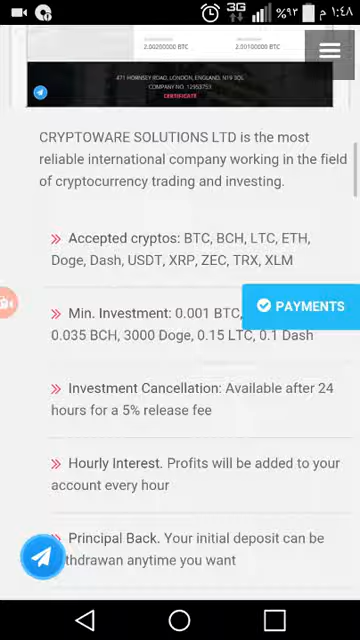 3G %٩٣ م ١:٤٨
2.00200000 BTC 2.00100000 BTC
471 HORNSEY ROAD, LONDON, ENGLAND, N19 3QL
COMPANY NO. 12953753
CERTIFICATE
CRYPTOWARE SOLUTIONS LTD is the most
reliable international company working in the field
of cryptocurrency trading and investing.
Accepted cryptos: BTC, BCH, LTC, ETH,
Doge, Dash, USDT, XRP, ZEC, TRX, XLM
PAYMENTS
Min. Investment: 0.001 BTC,
0.035 BCH, 3000 Doge, 0.15 LTC, 0.1 Dash
Investment Cancellation: Available after 24
hours for a 5% release fee
Hourly Interest. Profits will be added to your
account every hour
Principal Back. Your initial deposit can be
thdrawan anytime you want